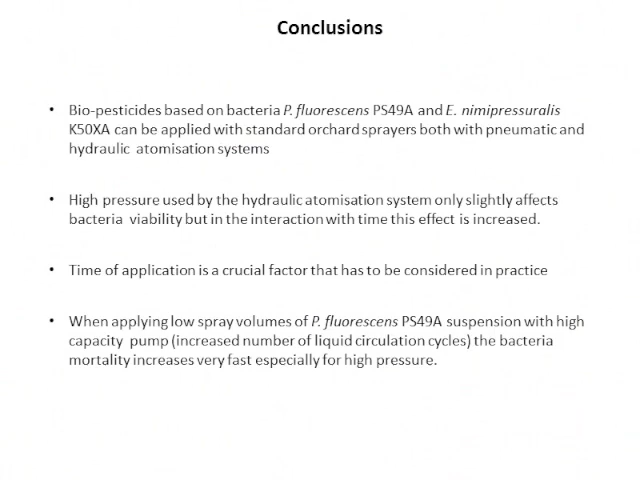 Conclusions
• Bio-pesticides based on bacteria P. fluorescens PS49A and E. nimipressuralis
K50XA can be applied with standard orchard sprayers both with pneumatic and
hydraulic atomisation systems
• High pressure used by the hydraulic atomisation system only slightly affects
bacteria viability but in the interaction with time this effect is increased.
• Time of application is a crucial factor that has to be considered in practice
• When applying low spray volumes of P. fluorescens PS49A suspension with high
capacity pump (increased number of liquid circulation cycles) the bacteria
mortality increases very fast especially for high pressure.